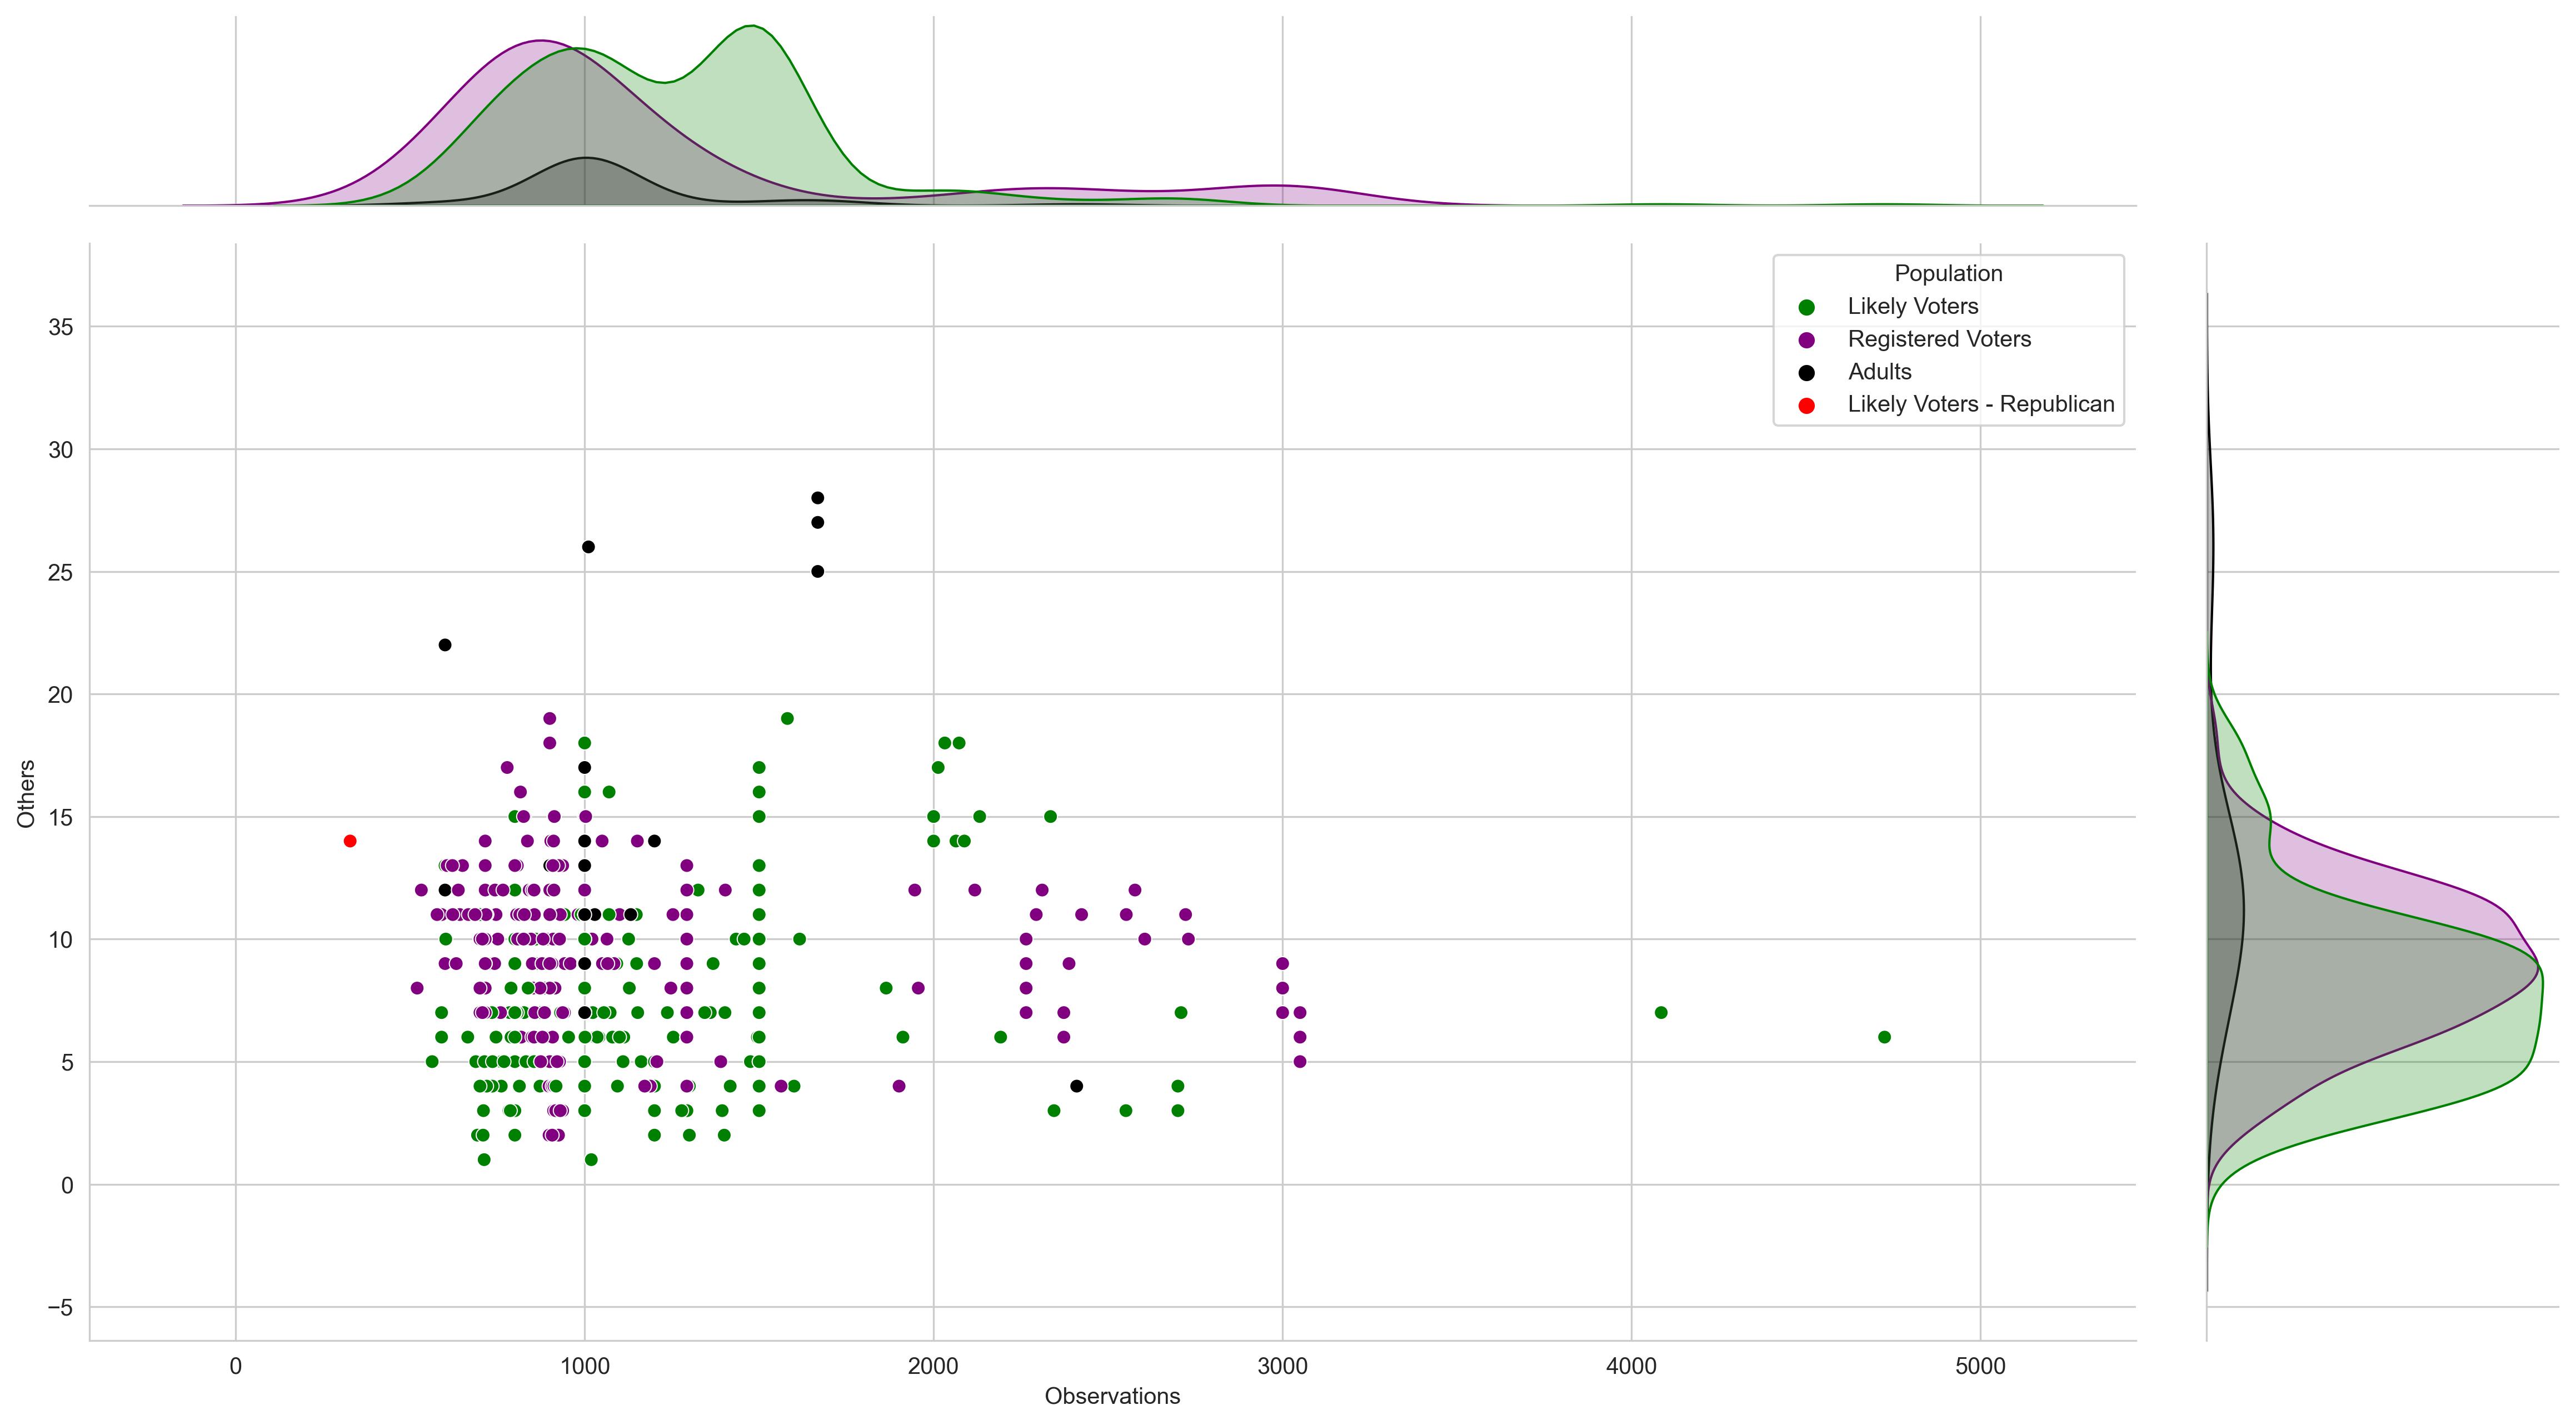 Population
Likely Voters
Registered Voters
Adults
Likely Voters - Republican
35
30
25
20
15
10
5
0
−5
Others
0 1000 2000 3000 4000 5000
Observations